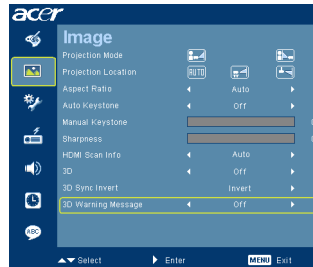 acer
Image
Projection Mode
Projection Location AUTO
Aspect Ratio Auto
Auto Keystone Off
Manual Keystone
Sharpness
HDMI Scan Info Auto
3D Off
3D Sync Invert Invert
3D Warning Message Off
ABC
Select Enter MENU Exit